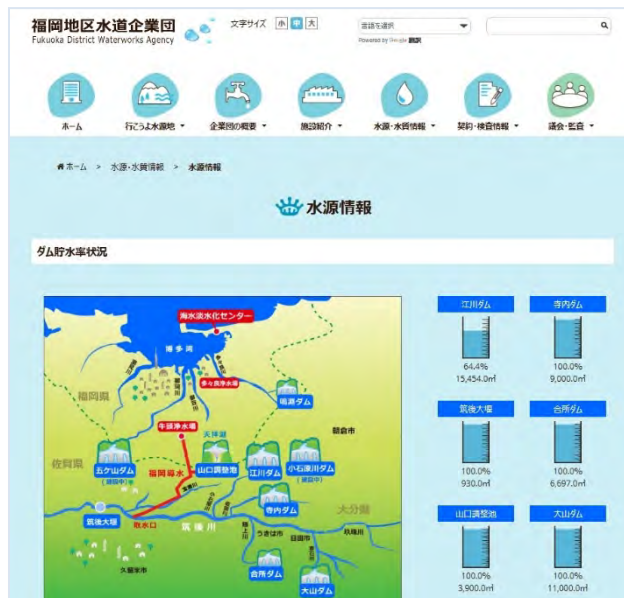 福岡地区水道企業団
Fukuoka District Waterworks Agency
文字サイズ 小 中 大
言語を選択
Powered by Google 翻訳
ホーム
行こうよ水源地
企業団の概要
施設紹介
水源・水質情報
契約・検査情報
議会・監査
ホーム > 水源・水質情報 > 水源情報
水源情報
ダム貯水率状況
海水淡水化センター
博多湾
多々良浄水場
福岡県
鳴淵ダム
牛頸浄水場
天拝湖
朝倉市
佐賀県
五ケ山ダム
福岡導水
山口調整池
江川ダム
小石原川ダム
寺内ダム
大分県
筑後大堰
取水口
筑後川
うきは市
日田市
玖珠川
久留米市
合所ダム
大山ダム
江川ダム
64.4%
15,454.0㎥
寺内ダム
100.0%
9,000.0㎥
筑後大堰
100.0%
930.0㎥
合所ダム
100.0%
6,697.0㎥
山口調整池
100.0%
3,900.0㎥
大山ダム
100.0%
11,000.0㎥